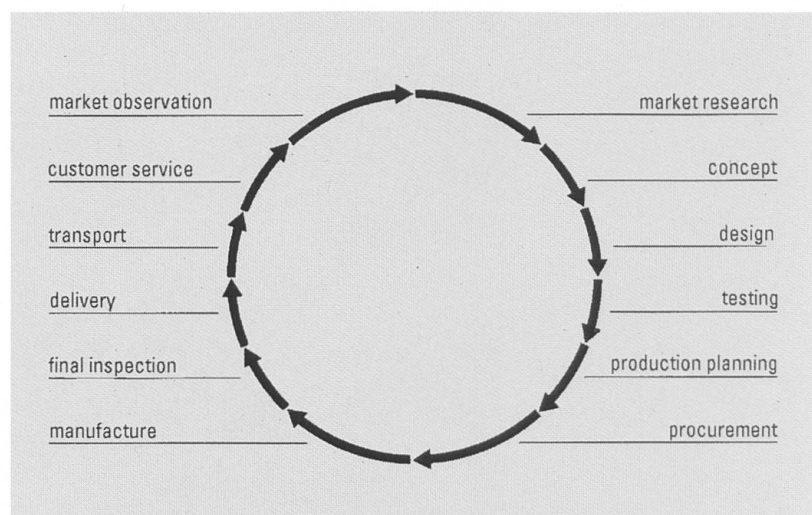 market observation
market research
customer service
concept
transport
design
delivery
testing
final inspection
production planning
manufacture
procurement